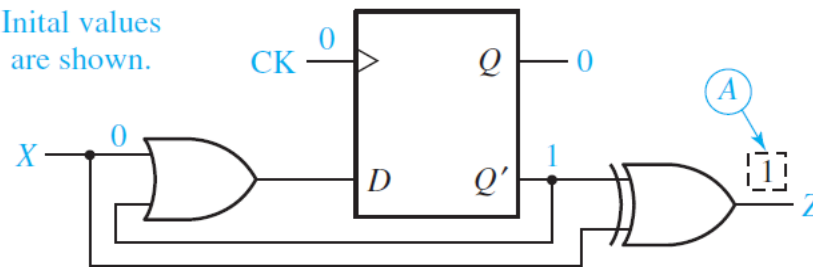 Inital values
are shown.
0
CK
Q
0
A
X
0
D
Q′
1
1
Z